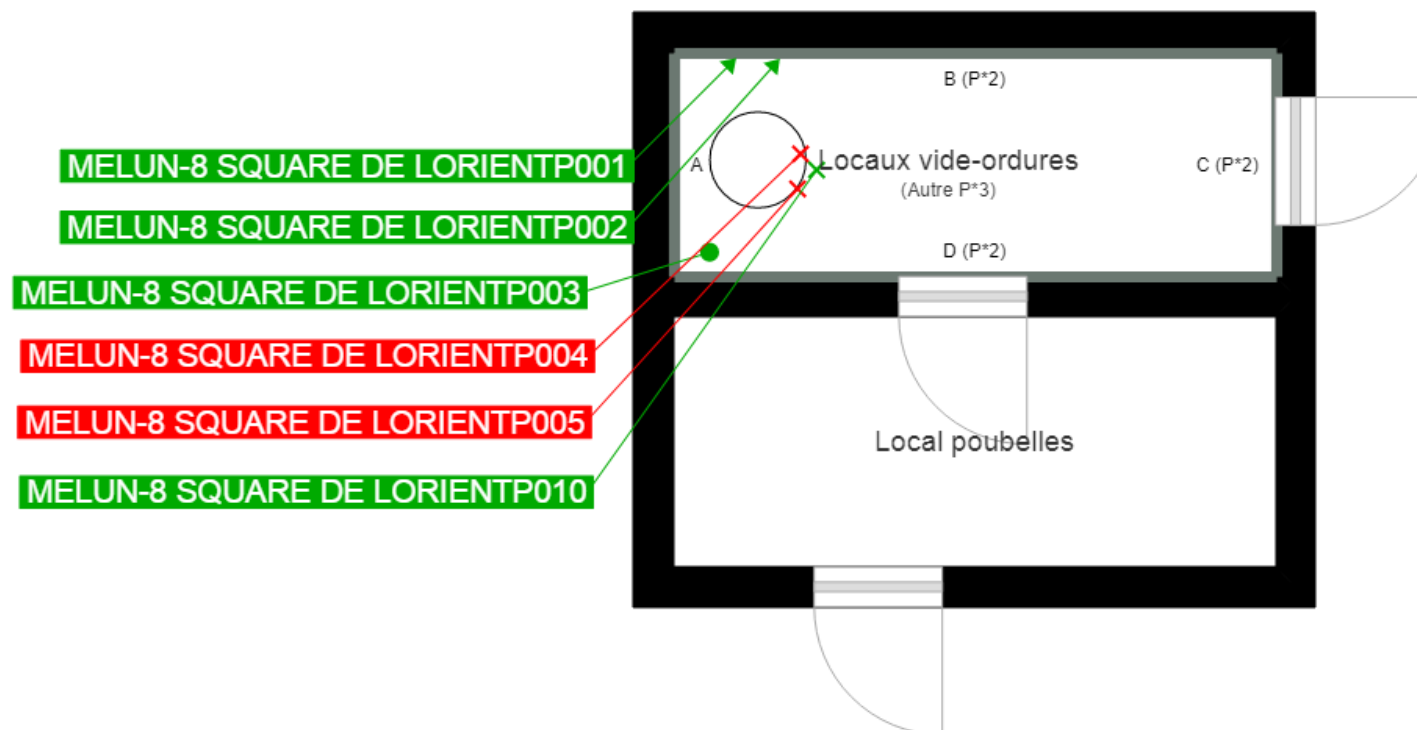 MELUN-8 SQUARE DE LORIENTP001
MELUN-8 SQUARE DE LORIENTP002
MELUN-8 SQUARE DE LORIENTP003
MELUN-8 SQUARE DE LORIENTP004
MELUN-8 SQUARE DE LORIENTP005
MELUN-8 SQUARE DE LORIENTP010
B (P*2)
A
Locaux vide-ordures
(Autre P*3)
C (P*2)
D (P*2)
Local poubelles